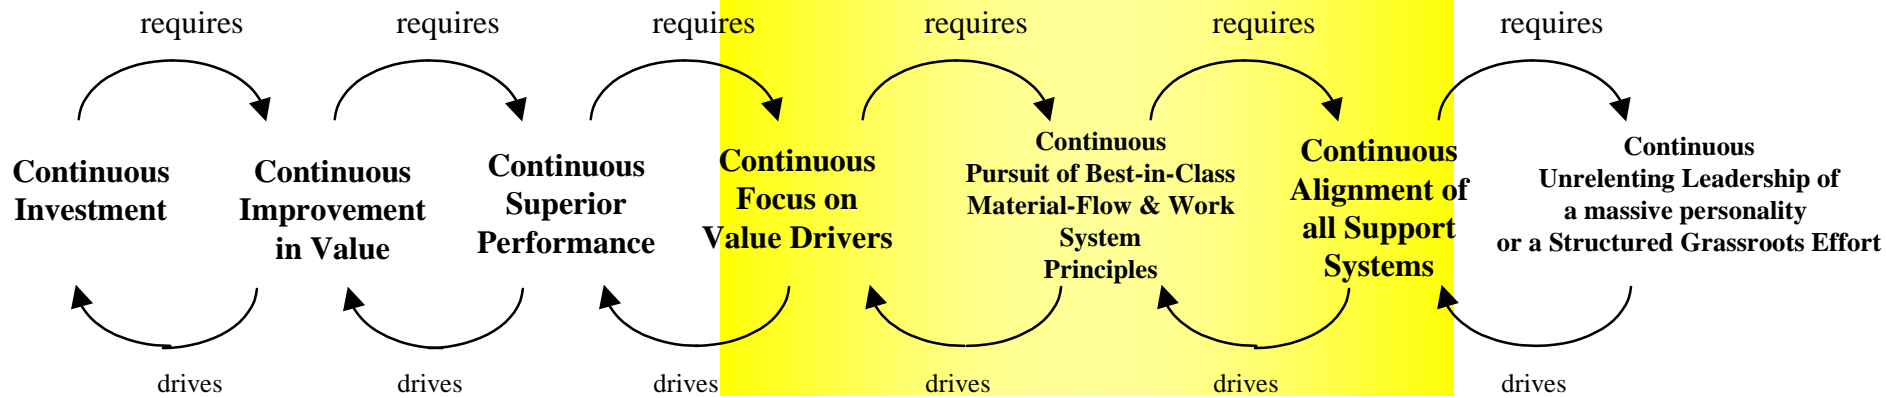 requires
requires
requires
requires
requires
requires
Continuous
Investment
Continuous
Improvement
in Value
Continuous
Superior
Performance
Continuous
Focus on
Value Drivers
Continuous
Pursuit of Best-in-Class
Material-Flow & Work
System
Principles
Continuous
Alignment of
all Support
Systems
Continuous
Unrelenting Leadership of
a massive personality
or a Structured Grassroots Effort
drives
drives
drives
drives
drives
drives